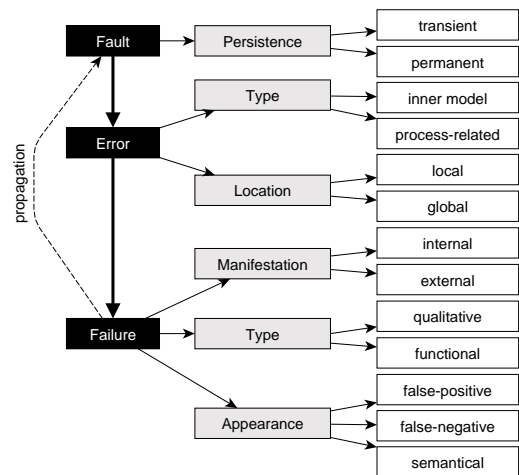 Fault
Persistence
transient
permanent
Type
inner model
process-related
Error
Location
local
global
propagation
Manifestation
internal
external
Failure
Type
qualitative
functional
Appearance
false-positive
false-negative
semantical